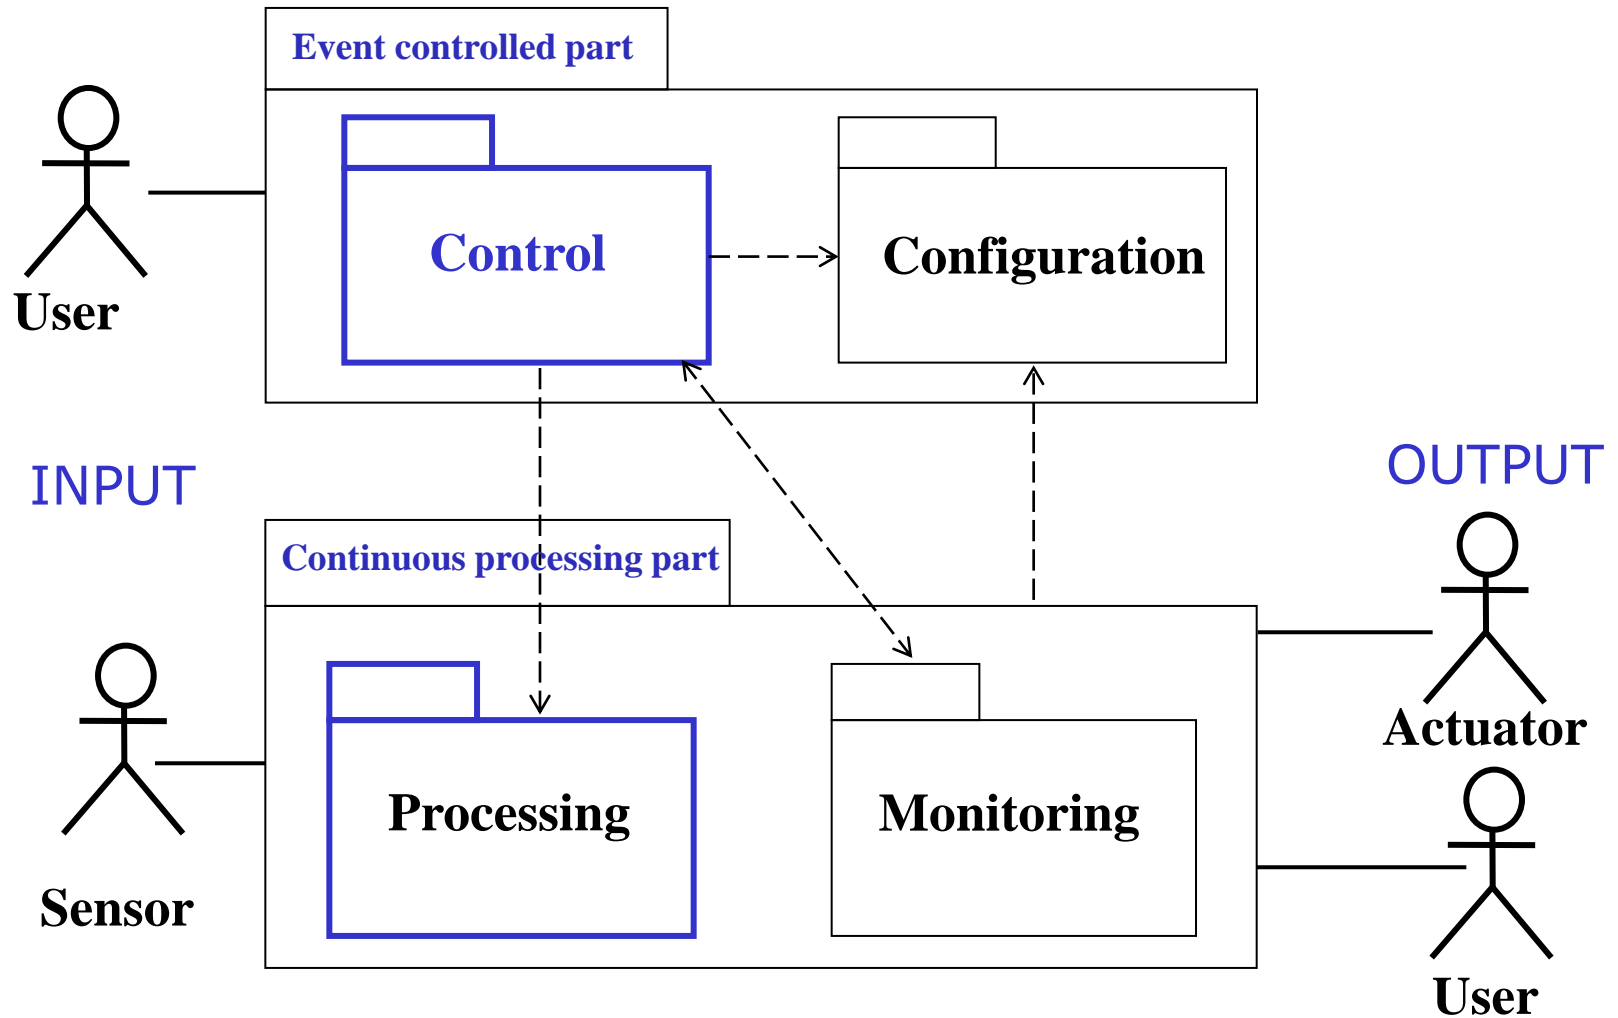 Event controlled part
Control
Configuration
User
INPUT
OUTPUT
Continuous processing part
Actuator
Processing
Monitoring
Sensor
User